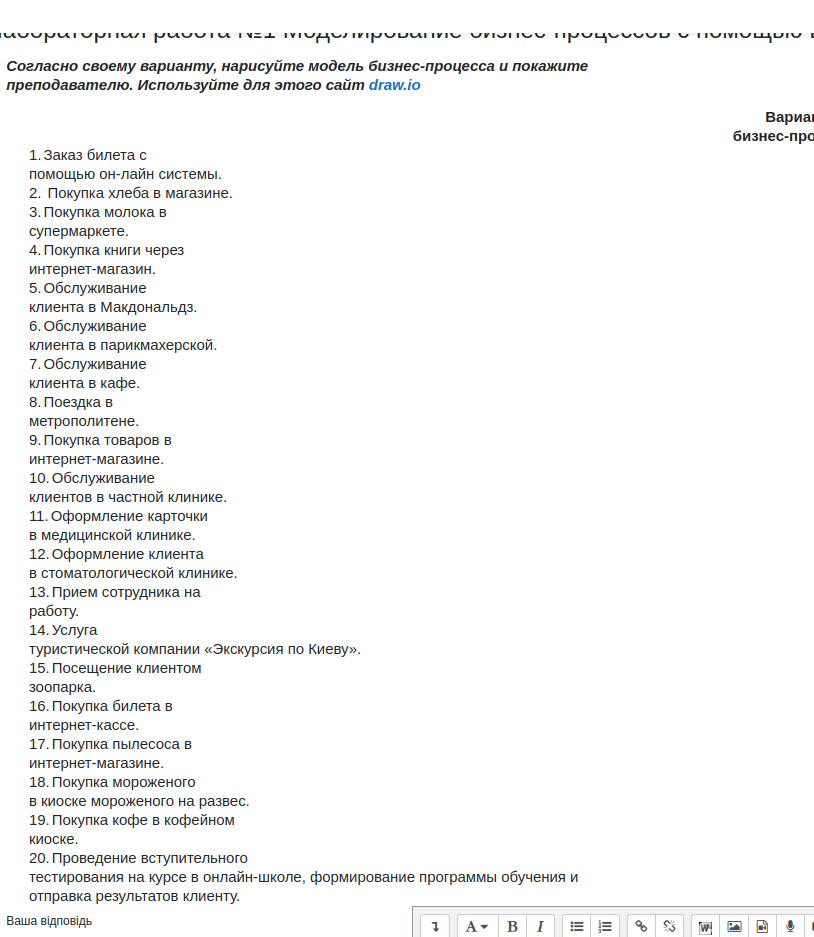 лабораторная работа №1 Моделирование бизнес процессов с помощью
Согласно своему варианту, нарисуйте модель бизнес-процесса и покажите
преподавателю. Используйте для этого сайт draw.io
Вариан
бизнес-про
1. Заказ билета с
помощью он-лайн системы.
2. Покупка хлеба в магазине.
3. Покупка молока в
супермаркете.
4. Покупка книги через
интернет-магазин.
5. Обслуживание
клиента в Макдональдз.
6. Обслуживание
клиента в парикмахерской.
7. Обслуживание
клиента в кафе.
8. Поездка в
метрополитене.
9. Покупка товаров в
интернет-магазине.
10. Обслуживание
клиентов в частной клинике.
11. Оформление карточки
в медицинской клинике.
12. Оформление клиента
в стоматологической клинике.
13. Прием сотрудника на
работу.
14. Услуга
туристической компании «Экскурсия по Киеву».
15. Посещение клиентом
зоопарка.
16. Покупка билета в
интернет-кассе.
17. Покупка пылесоса в
интернет-магазине.
18. Покупка мороженого
в киоске мороженого на развес.
19. Покупка кофе в кофейном
киоске.
20. Проведение вступительного
тестирования на курсе в онлайн-школе, формирование программы обучения и
отправка результатов клиенту.
Ваша відповідь
A B I